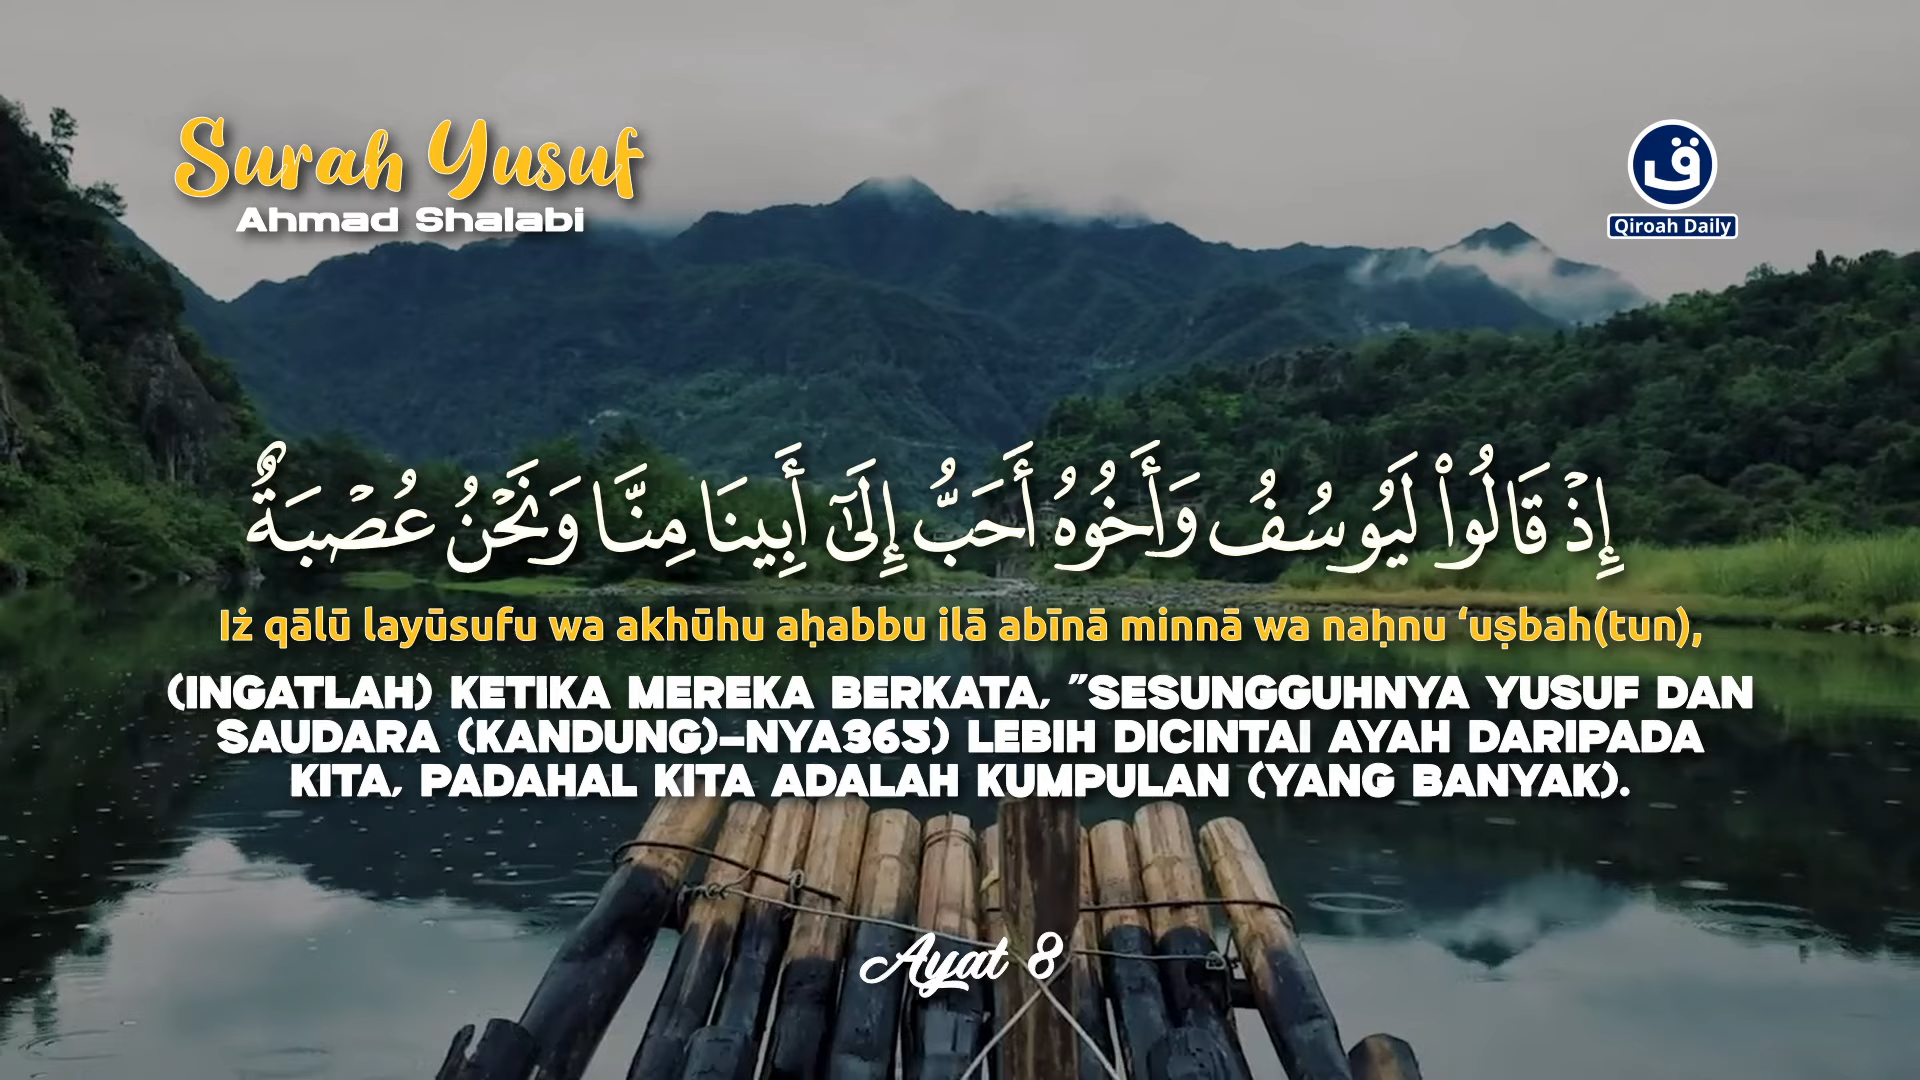 Surah Yusuf
Ahmad Shalabi
ق
Qiroah Daily
إِذْ قَالُوا۟ لَيُوسُفُ وَأَخُوهُ أَحَبُّ إِلَىٰٓ أَبِينَا مِنَّا وَنَحْنُ عُصْبَةٌ
Iż qālū layūsufu wa akhūhu aḥabbu ilā abīnā minnā wa naḥnu ‘uṣbah(tun),
(INGATLAH) KETIKA MEREKA BERKATA, "SESUNGGUHNYA YUSUF DAN
SAUDARA (KANDUNG)-NYA365) LEBIH DICINTAI AYAH DARIPADA
KITA, PADAHAL KITA ADALAH KUMPULAN (YANG BANYAK).
Ayat 8